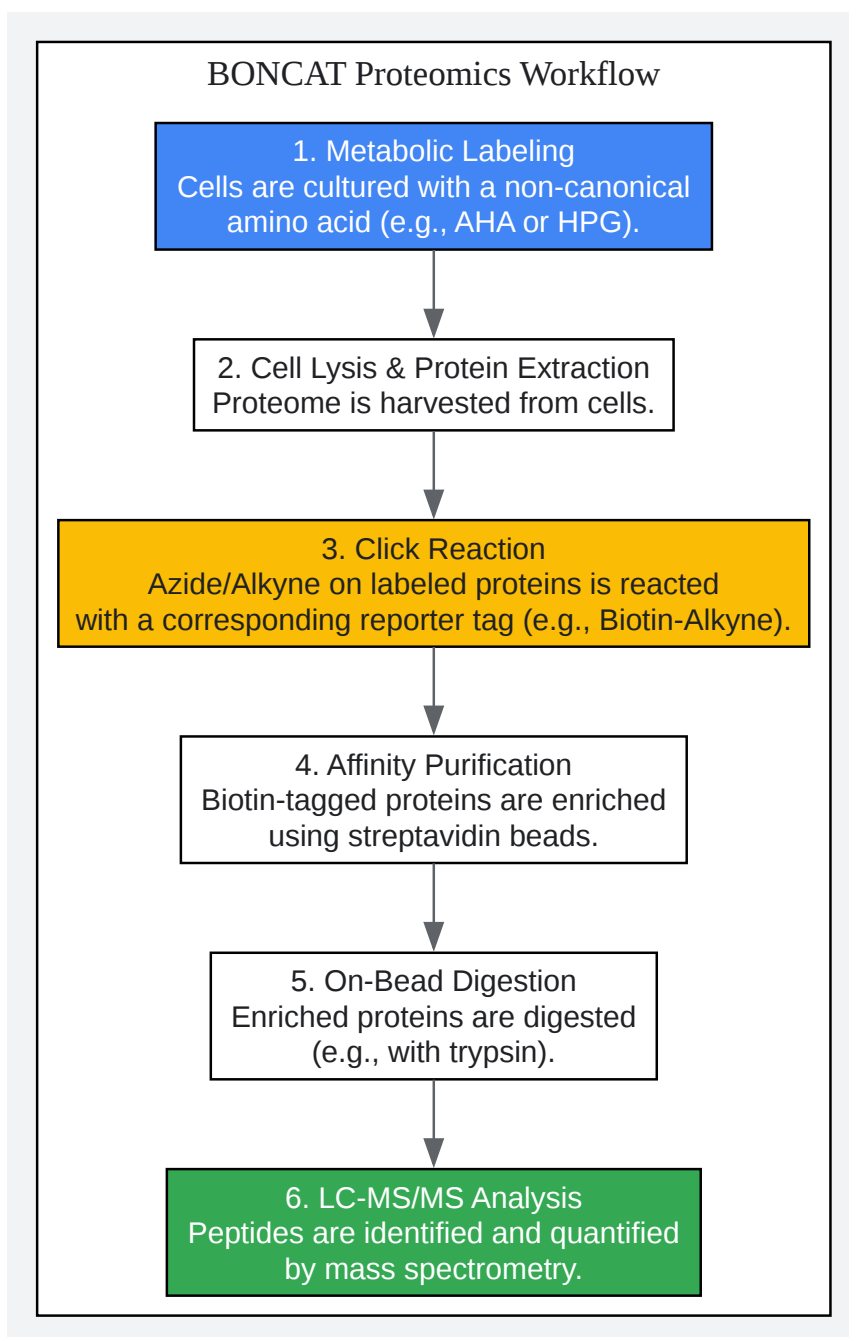 BONCAT Proteomics Workflow
1. Metabolic Labeling
Cells are cultured with a non-canonical
amino acid (e.g., AHA or HPG).
2. Cell Lysis & Protein Extraction
Proteome is harvested from cells.
3. Click Reaction
Azide/Alkyne on labeled proteins is reacted
with a corresponding reporter tag (e.g., Biotin-Alkyne).
4. Affinity Purification
Biotin-tagged proteins are enriched
using streptavidin beads.
5. On-Bead Digestion
Enriched proteins are digested
(e.g., with trypsin).
6. LC-MS/MS Analysis
Peptides are identified and quantified
by mass spectrometry.